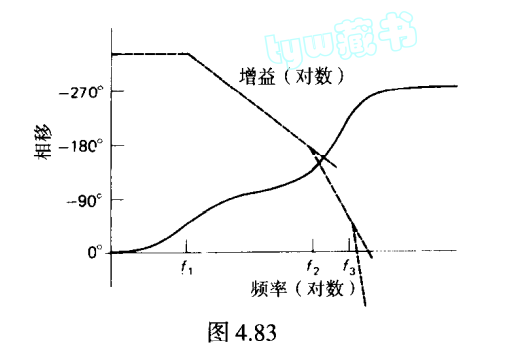 tyw藏书
增益（对数）
-270°
-180°
-90°
0°
相移
f₁
f₂
f₃
频率（对数）
图 4.83